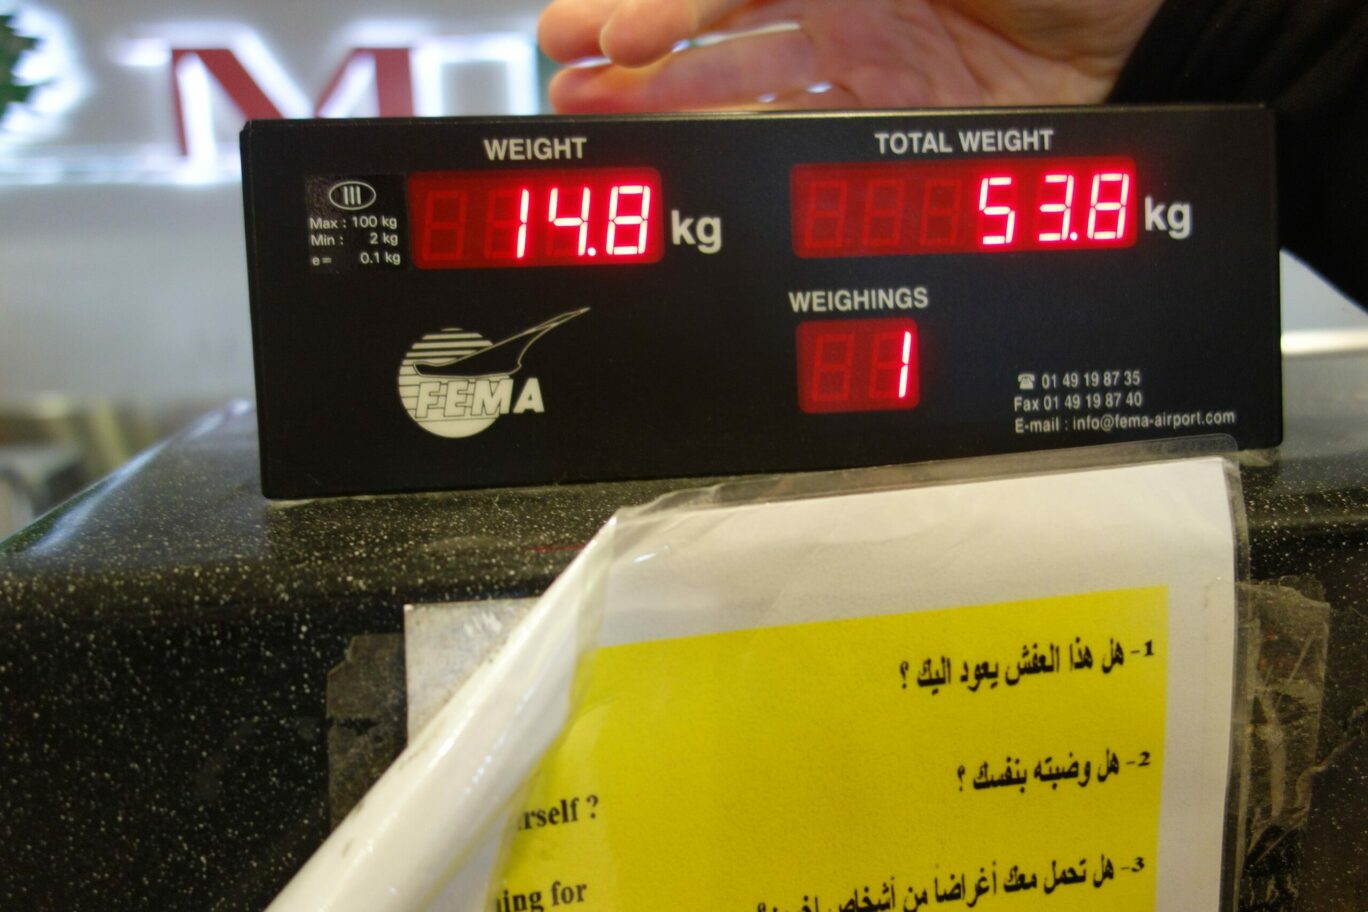 WEIGHT
TOTAL WEIGHT
III
Max : 100 kg
Min : 2 kg
e = 0.1 kg
14.8 kg
53.8 kg
WEIGHINGS
1
FEMA
☎ 01 49 19 87 35
Fax 01 49 19 87 40
E-mail : info@fema-airport.com
1- هل هذا العفش يعود اليك ؟
2- هل وضبته بنفسك ؟
rself ?
3- هل تحمل معك أغراضاً من أشخاص
ing for